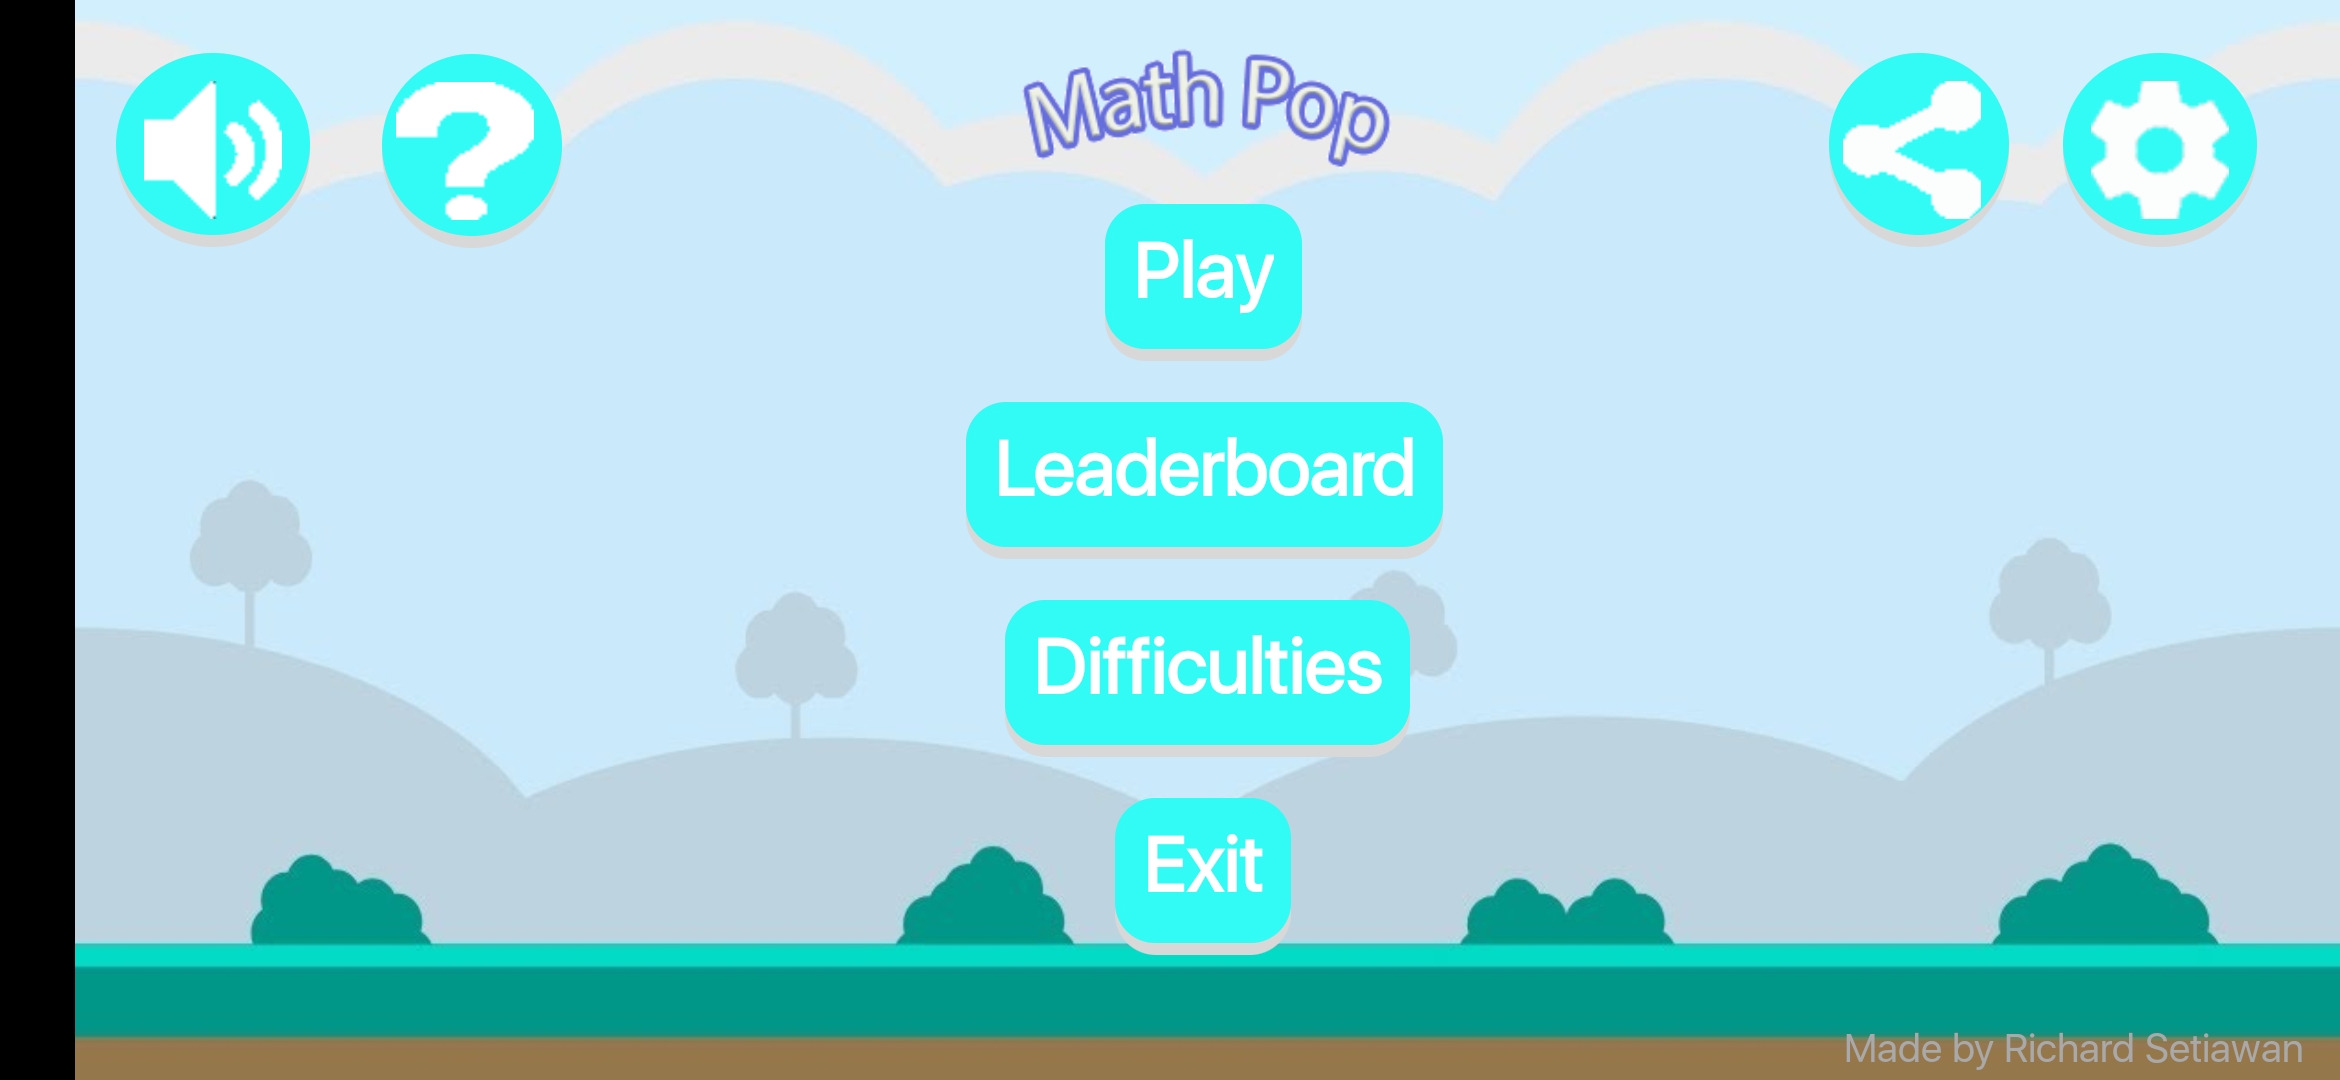 Math Pop
Play
Leaderboard
Difficulties
Exit
Made by Richard Setiawan